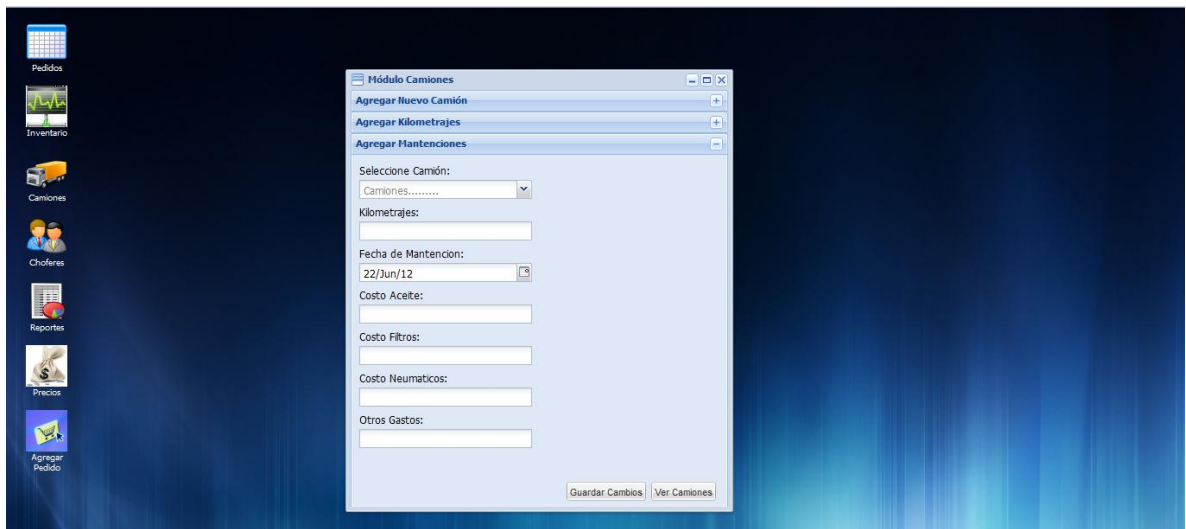 Pedidos
Inventario
Camiones
Choferes
Reportes
$
Precios
Agregar
Pedido
Módulo Camiones
Agregar Nuevo Camión
Agregar Kilometrajes
Agregar Mantenciones
Seleccione Camión:
Camiones.........
Kilometrajes:
Fecha de Mantencion:
22/Jun/12
Costo Aceite:
Costo Filtros:
Costo Neumaticos:
Otros Gastos:
Guardar Cambios Ver Camiones